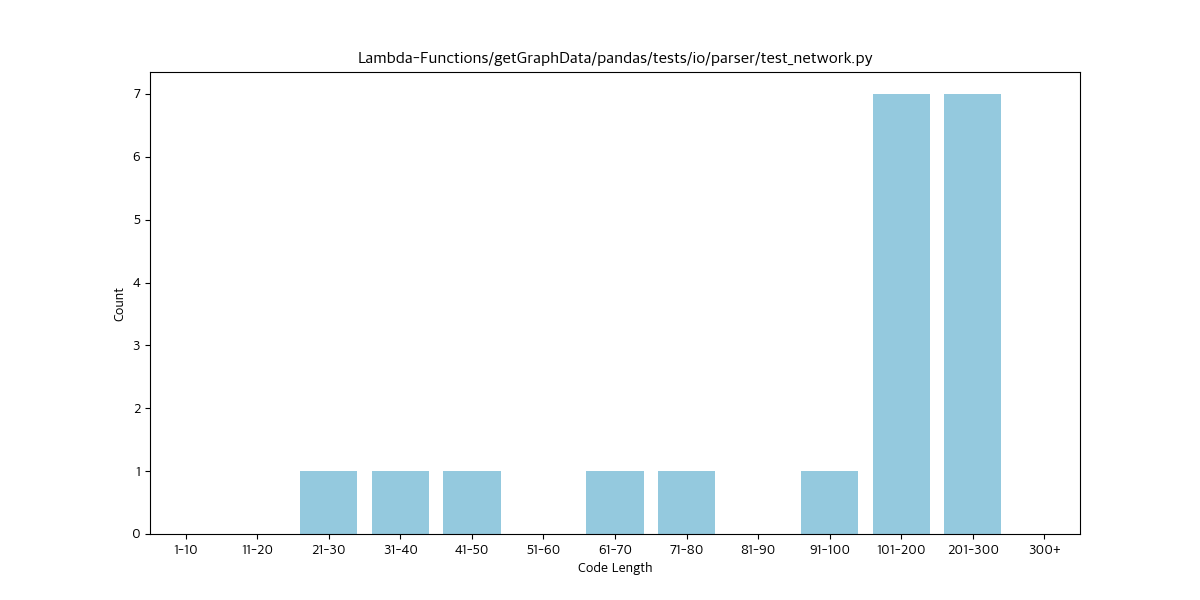 Lambda-Functions/getGraphData/pandas/tests/io/parser/test_network.py
7
6
5
4
3
2
1
0
Count
1-10 11-20 21-30 31-40 41-50 51-60 61-70 71-80 81-90 91-100 101-200 201-300 300+
Code Length